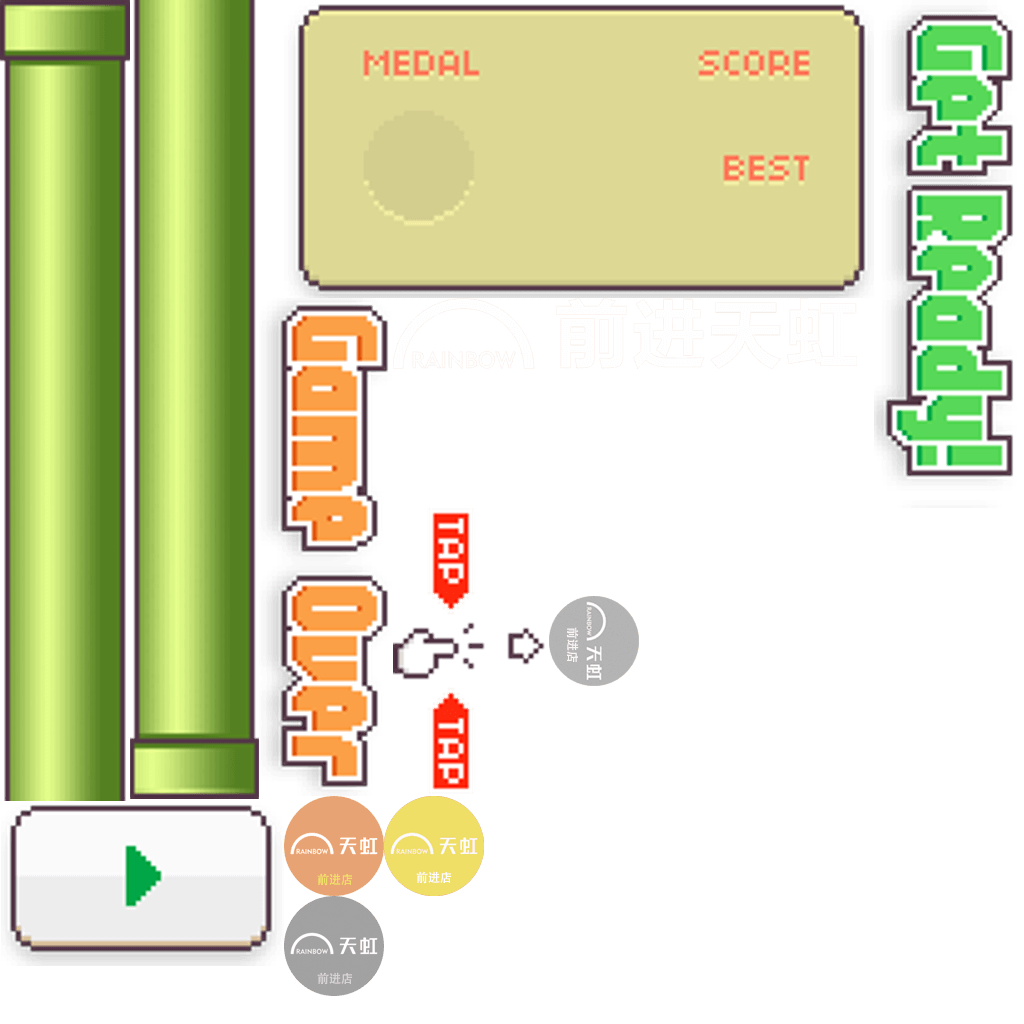 MEDAL
SCORE
BEST
Get Ready!
RAINBOW 前进天虹
Game Over
TAP
TAP
RAINBOW 天虹
前进店
RAINBOW 天虹
前进店
RAINBOW 天虹
前进店
RAINBOW 天虹
前进店